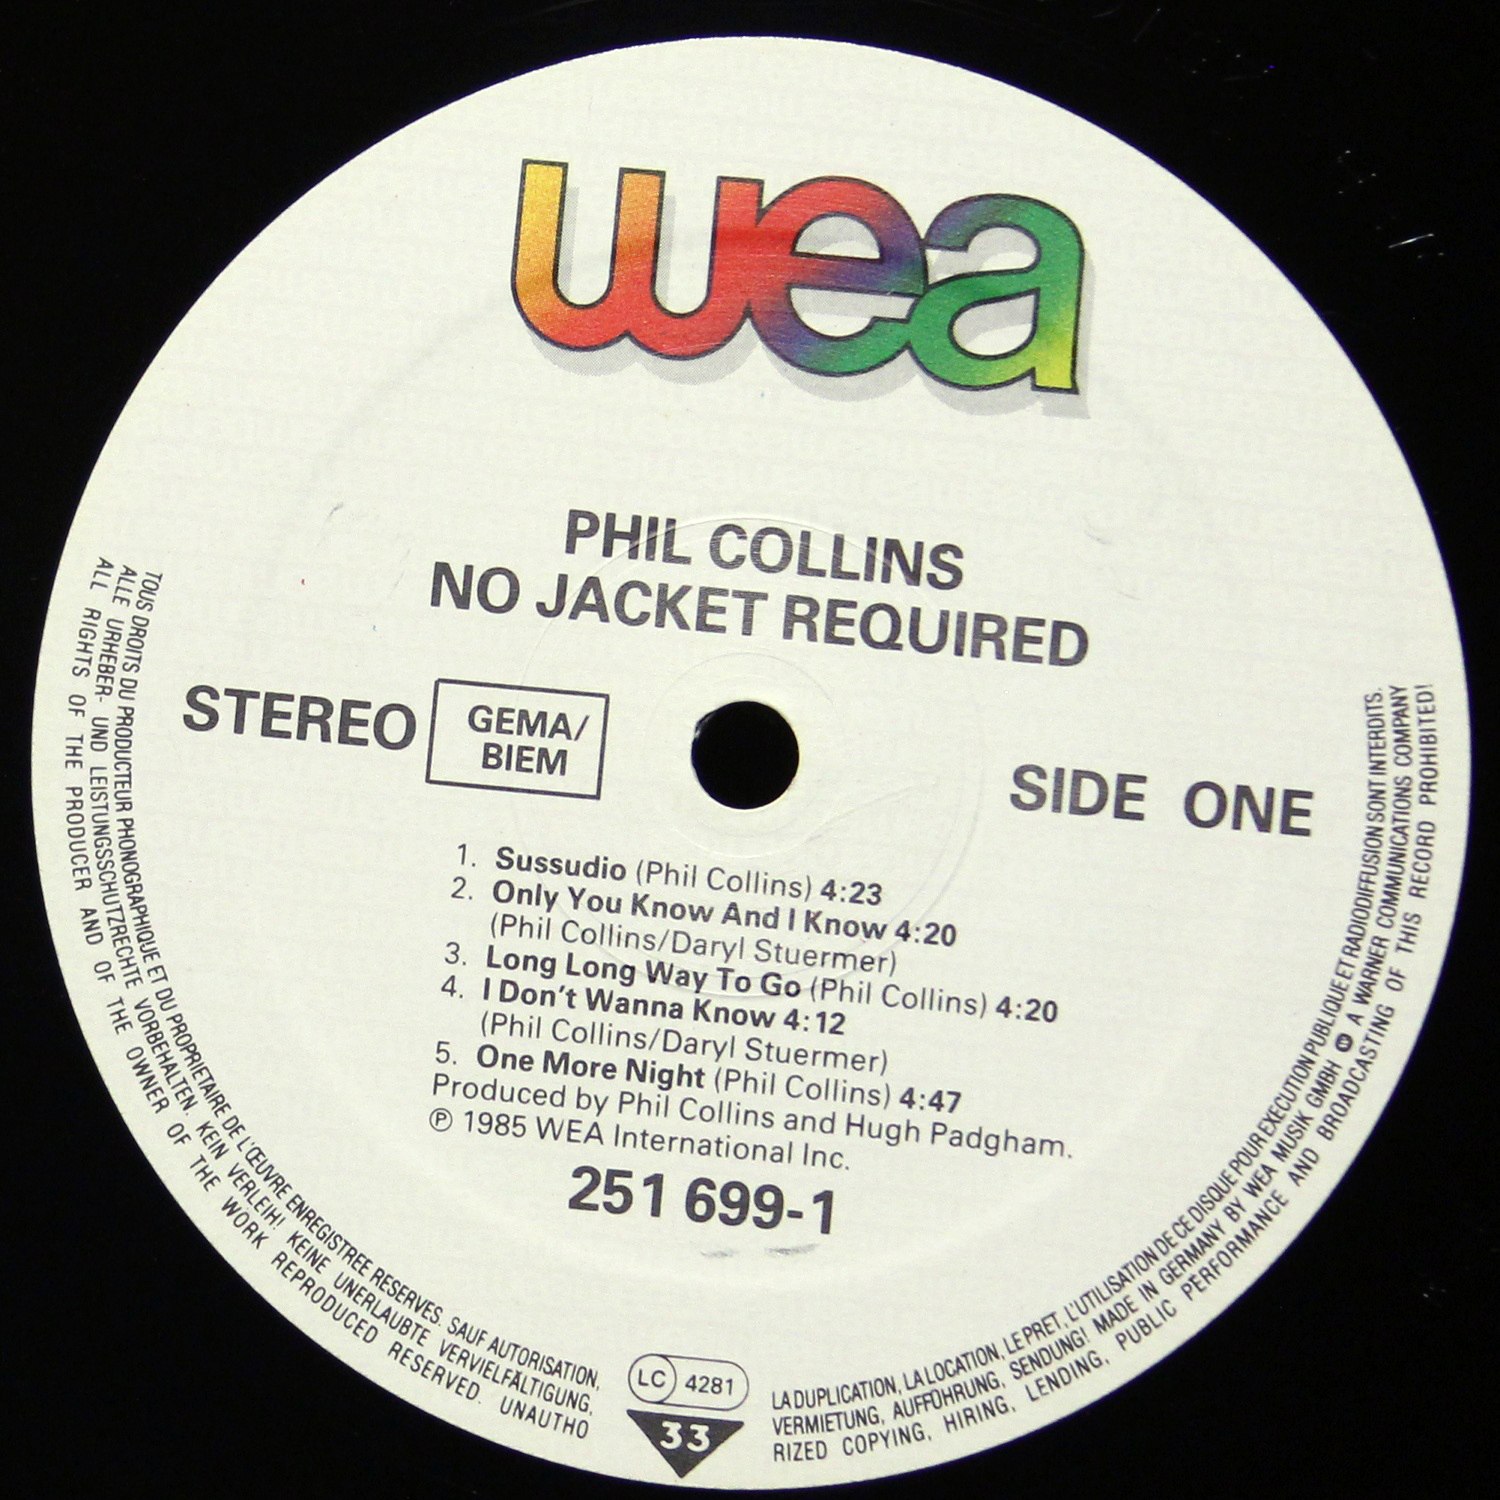 wea
PHIL COLLINS
NO JACKET REQUIRED
STEREO
GEMA/
BIEM
SIDE ONE
1. Sussudio (Phil Collins) 4:23
2. Only You Know And I Know 4:20
(Phil Collins/Daryl Stuermer)
3. Long Long Way To Go (Phil Collins) 4:20
4. I Don't Wanna Know 4:12
(Phil Collins/Daryl Stuermer)
5. One More Night (Phil Collins) 4:47
Produced by Phil Collins and Hugh Padgham.
Ⓟ 1985 WEA International Inc.
251 699-1
LC 4281
33
TOUS DROITS DU PRODUCTEUR PHONOGRAPHIQUE ET DU PROPRIETAIRE DE L'ŒUVRE ENREGISTREE RESERVES. SAUF AUTORISATION, LA DUPLICATION, LA LOCATION, LE PRET, L'UTILISATION DE CE DISQUE POUR EXECUTION PUBLIQUE ET RADIODIFFUSION SONT INTERDITS.
ALLE URHEBER- UND LEISTUNGSSCHUTZRECHTE VORBEHALTEN. KEIN VERLEIH! KEINE UNERLAUBTE VERVIELFÄLTIGUNG, VERMIETUNG, AUFFÜHRUNG, SENDUNG! MADE IN GERMANY BY WEA MUSIK GMBH A WARNER COMMUNICATIONS COMPANY
ALL RIGHTS OF THE PRODUCER AND OF THE OWNER OF THE WORK REPRODUCED RESERVED. UNAUTHORIZED COPYING, HIRING, LENDING, PUBLIC PERFORMANCE AND BROADCASTING OF THIS RECORD PROHIBITED!